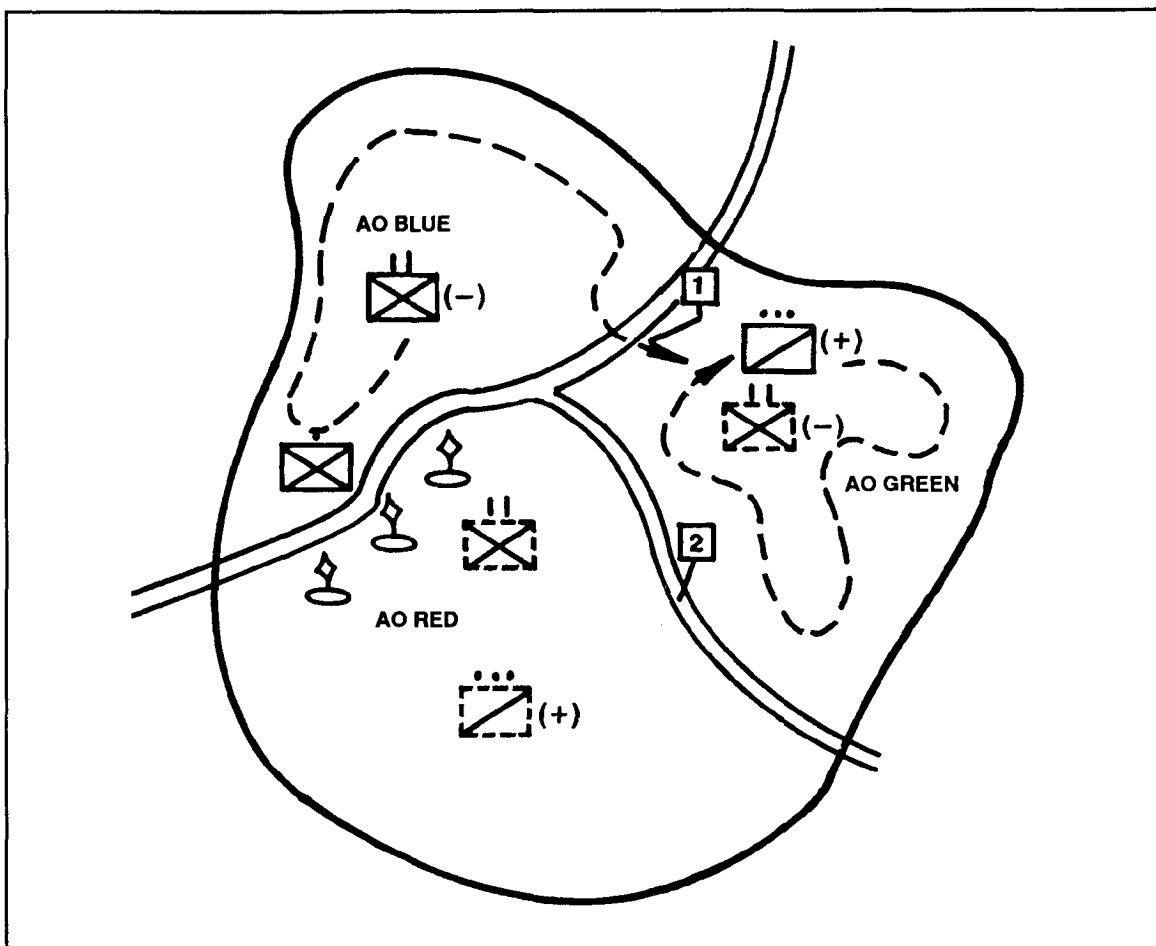 AO BLUE
(−)
1
(+)
(−)
AO GREEN
2
AO RED
(+)